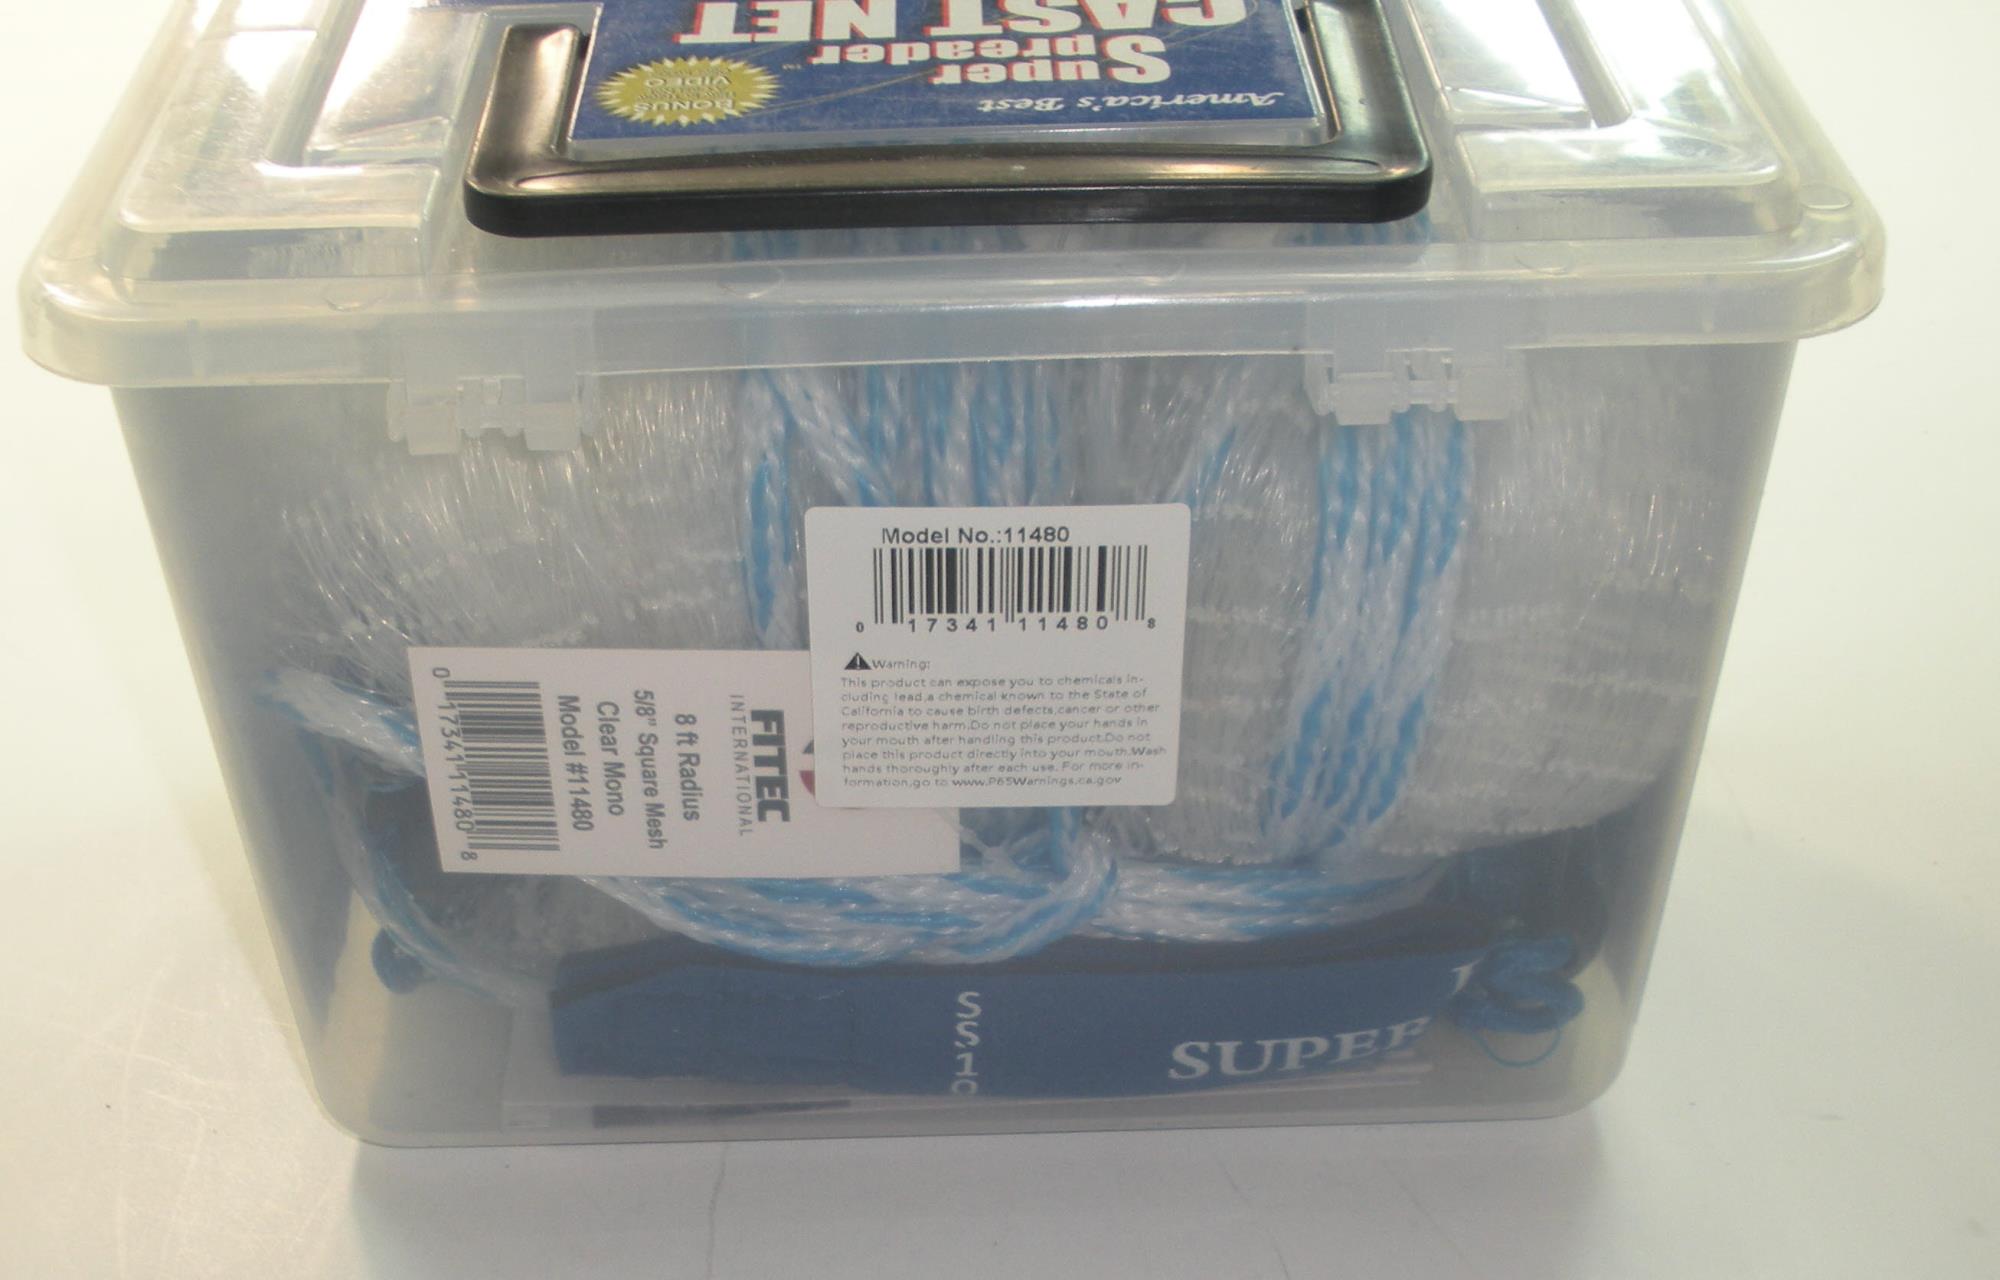 America's Best
Super
Spreader™
CAST NET
BONUS
VIDEO
Model No.:11480
0 17341 11480 8
Warning:
This product can expose you to chemicals in-
cluding lead,a chemical known to the State of
California to cause birth defects,cancer or other
reproductive harm.Do not place your hands in
your mouth after handling this product.Do not
place this product directly into your mouth.Wash
hands thoroughly after each use. For more in-
formation,go to www.P65Warnings.ca.gov
FITEC
INTERNATIONAL
8 ft Radius
5/8" Square Mesh
Clear Mono
Model #11480
0 17341 11480 8
SS10
SUPER